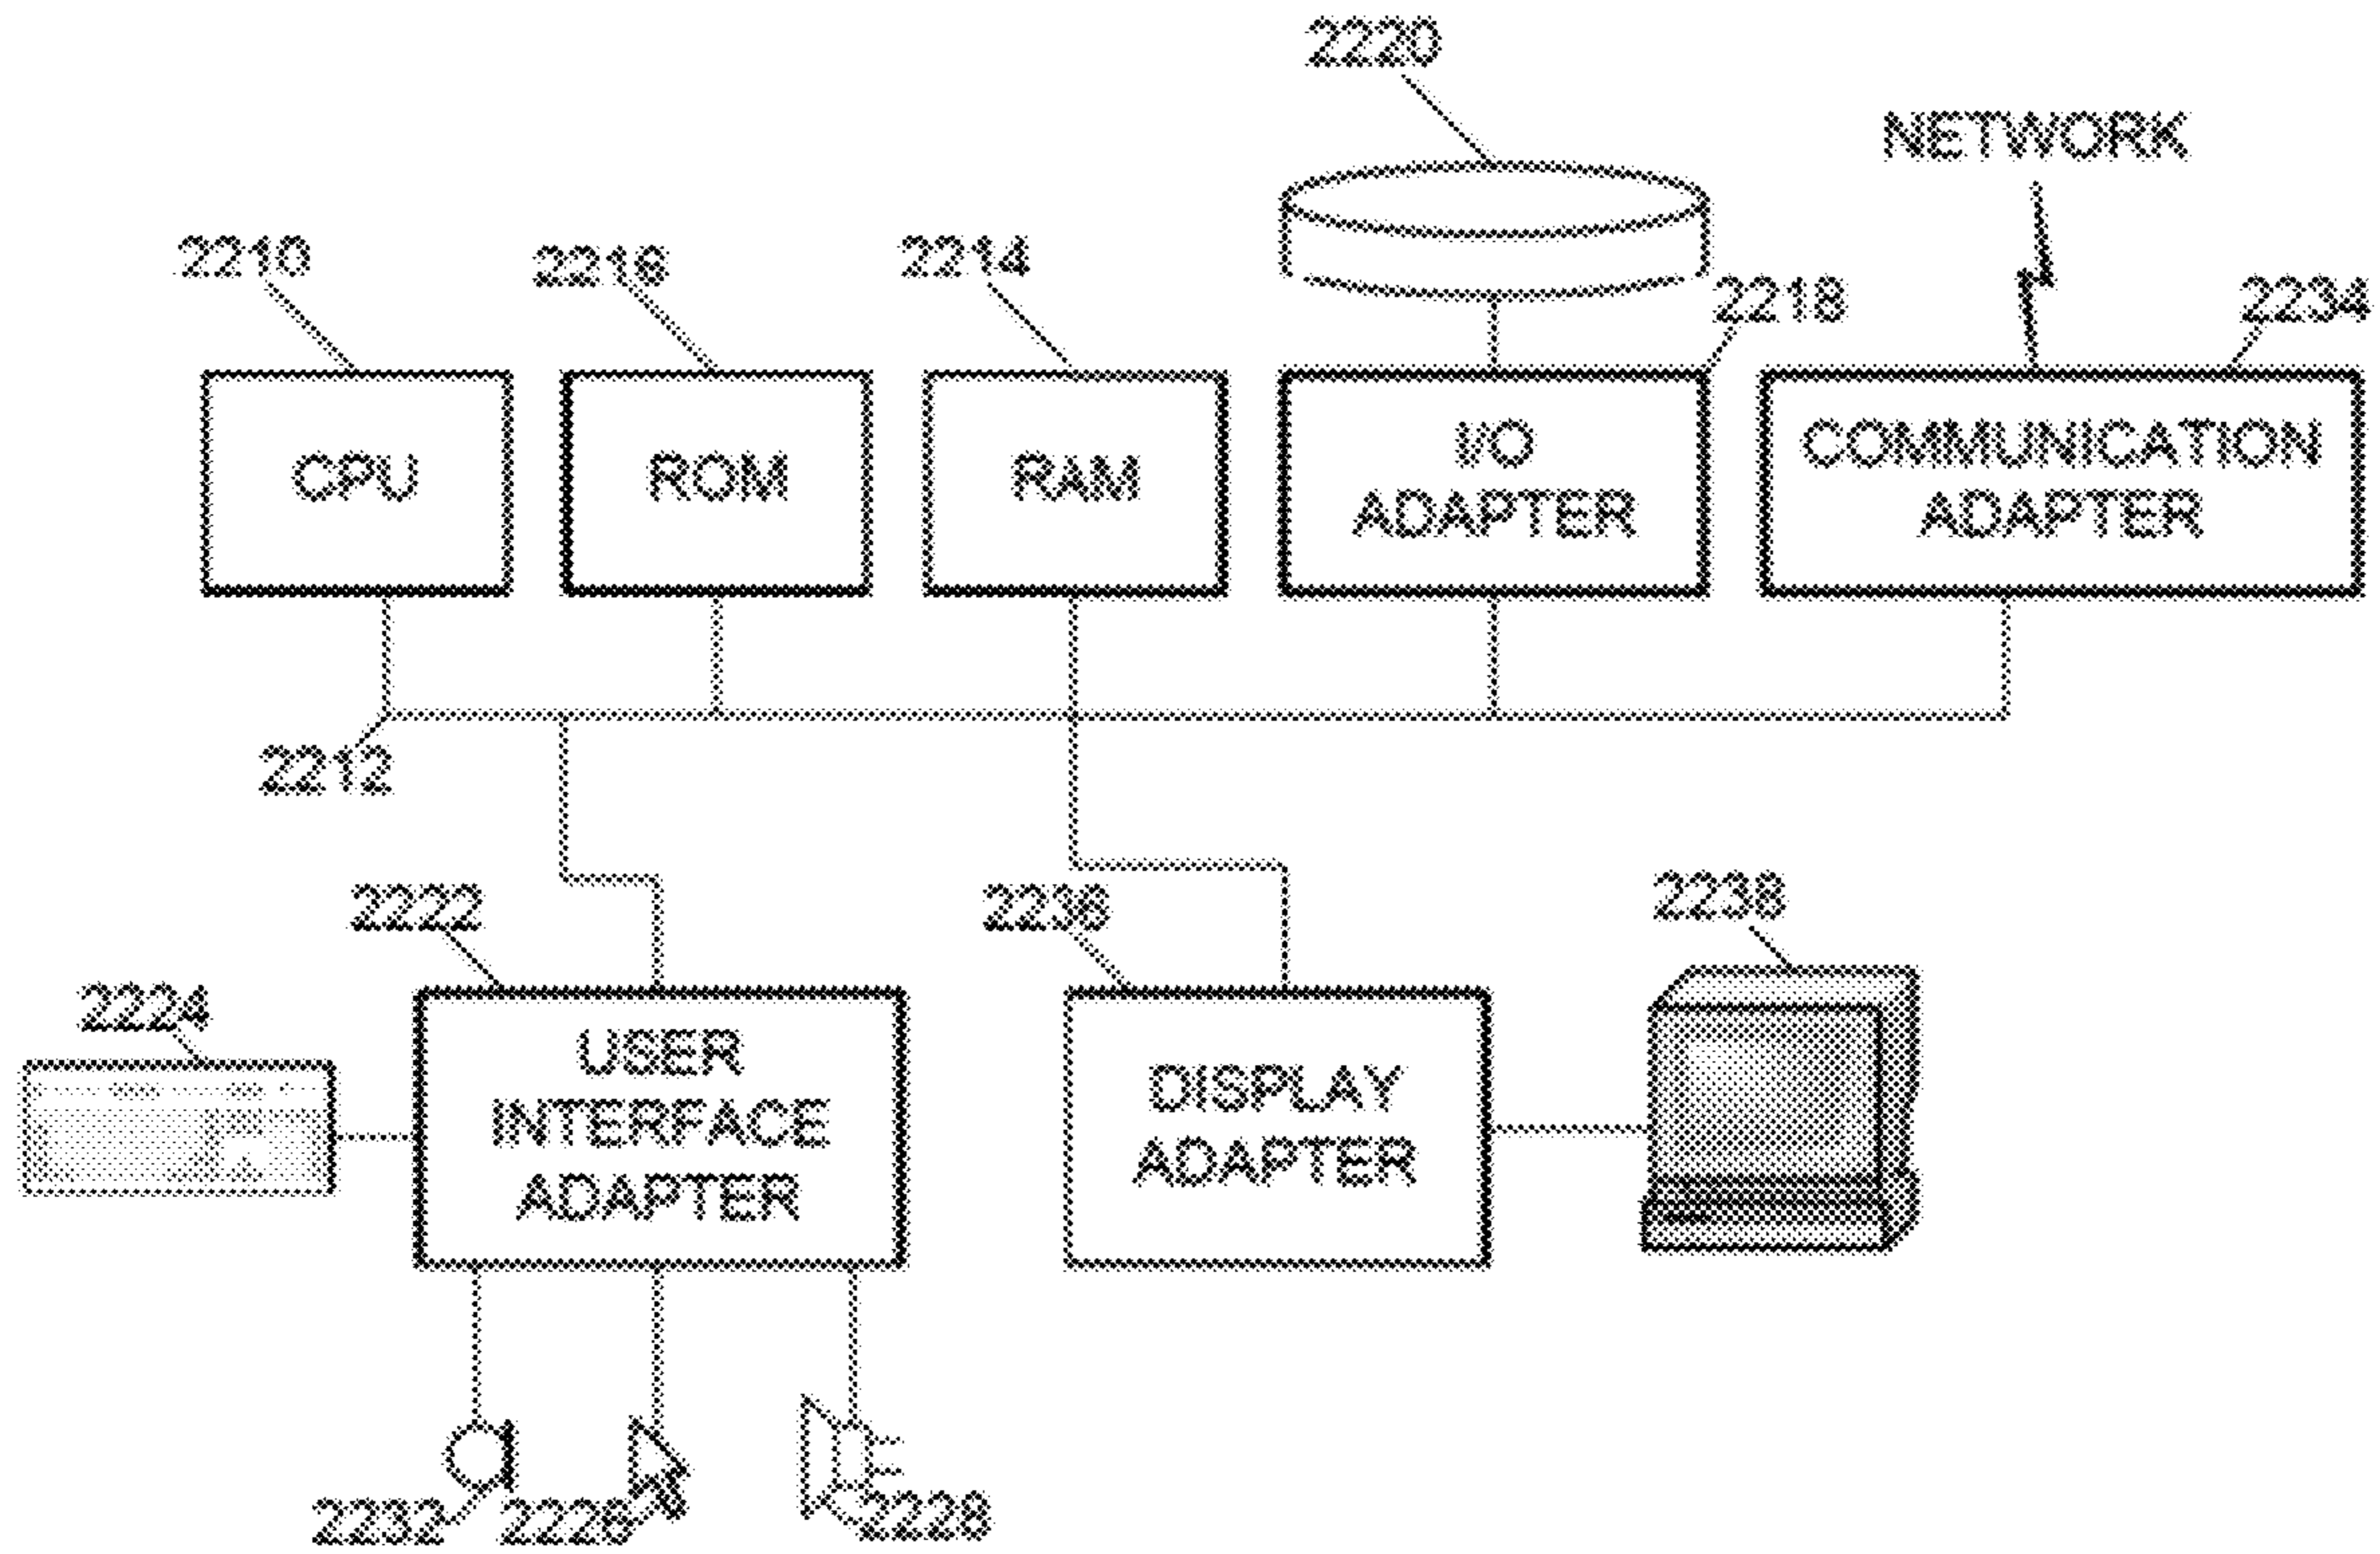 2220
NETWORK
2210
2216
2214
2218
2234
CPU
ROM
RAM
I/O
ADAPTER
COMMUNICATION
ADAPTER
2212
2222
2236
2238
2224
USER
INTERFACE
ADAPTER
DISPLAY
ADAPTER
2232
2226
2228